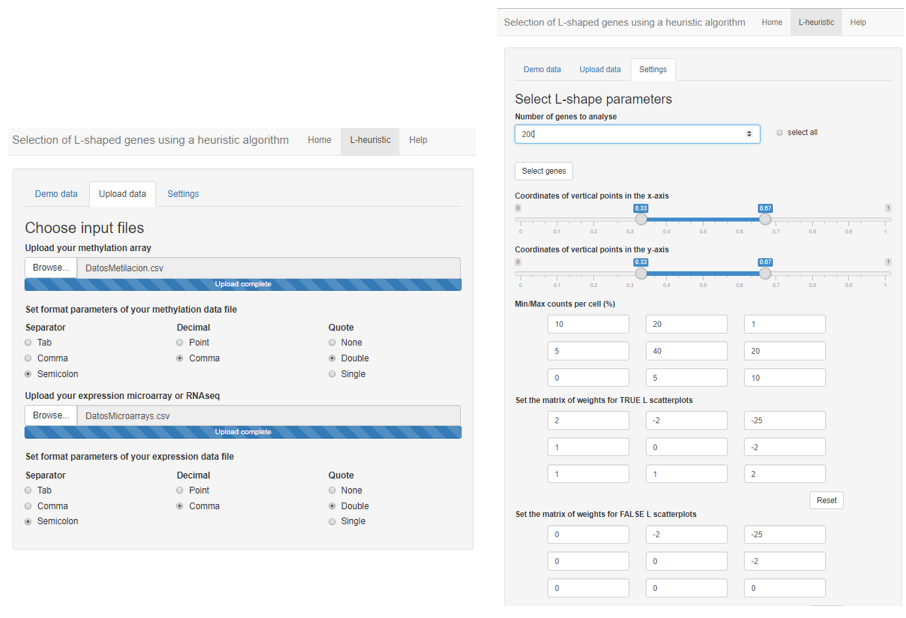 Selection of L-shaped genes using a heuristic algorithm Home L-heuristic Help
Demo data Upload data Settings
Choose input files
Upload your methylation array
Browse... DatosMetilacion.csv
Upload complete
Set format parameters of your methylation data file
Separator Decimal Quote
Tab Point None
Comma Comma Double
Semicolon Single
Upload your expression microarray or RNAseq
Browse... DatosMicroarrays.csv
Upload complete
Set format parameters of your expression data file
Separator Decimal Quote
Tab Point None
Comma Comma Double
Semicolon Single
Selection of L-shaped genes using a heuristic algorithm Home L-heuristic Help
Demo data Upload data Settings
Select L-shape parameters
Number of genes to analyse
200 select all
Select genes
Coordinates of vertical points in the x-axis
0 0.33 0.67 1
0 0.1 0.2 0.3 0.4 0.5 0.6 0.7 0.8 0.9 1
Coordinates of vertical points in the y-axis
0 0.33 0.67 1
0 0.1 0.2 0.3 0.4 0.5 0.6 0.7 0.8 0.9 1
Min/Max counts per cell (%)
10 20 1
5 40 20
0 5 10
Set the matrix of weights for TRUE L scatterplots
2 -2 -25
1 0 -2
1 1 2
Reset
Set the matrix of weights for FALSE L scatterplots
0 -2 -25
0 0 -2
0 0 0